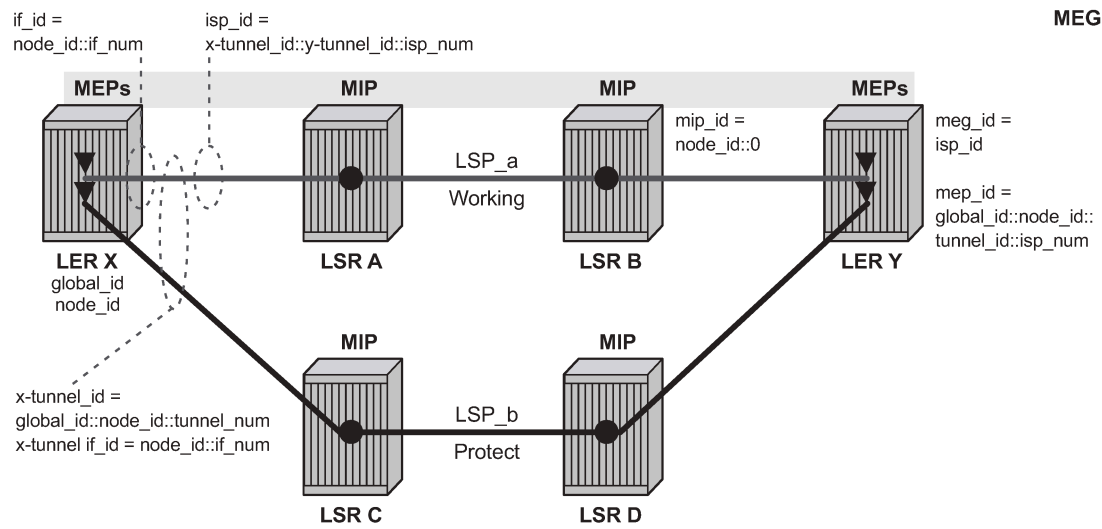 if_id =
node_id::if_num
isp_id =
x-tunnel_id::y-tunnel_id::isp_num
MEG
MEPs
MIP
MIP
MEPs
mip_id =
node_id::0
meg_id =
isp_id
LSP_a
Working
mep_id =
global_id::node_id::
tunnel_id::isp_num
LER X
global_id
node_id
LSR A
LSR B
LER Y
MIP
MIP
x-tunnel_id =
global_id::node_id::tunnel_num
x-tunnel if_id = node_id::if_num
LSP_b
Protect
LSR C
LSR D